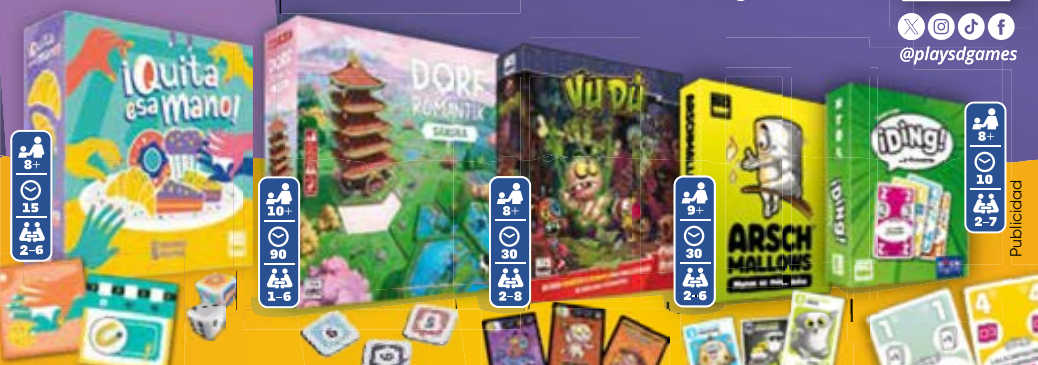 @playsdgames
¡Quita
esa mano!
8+
15
2-6
DORF
ROMANTIK
SAKURA
10+
90
1-6
VUDÚ
8+
30
2-8
ARSCH
MALLOWS
9+
30
2-6
¡DiNG!
¡DING!
8+
10
2-7
Publicidad